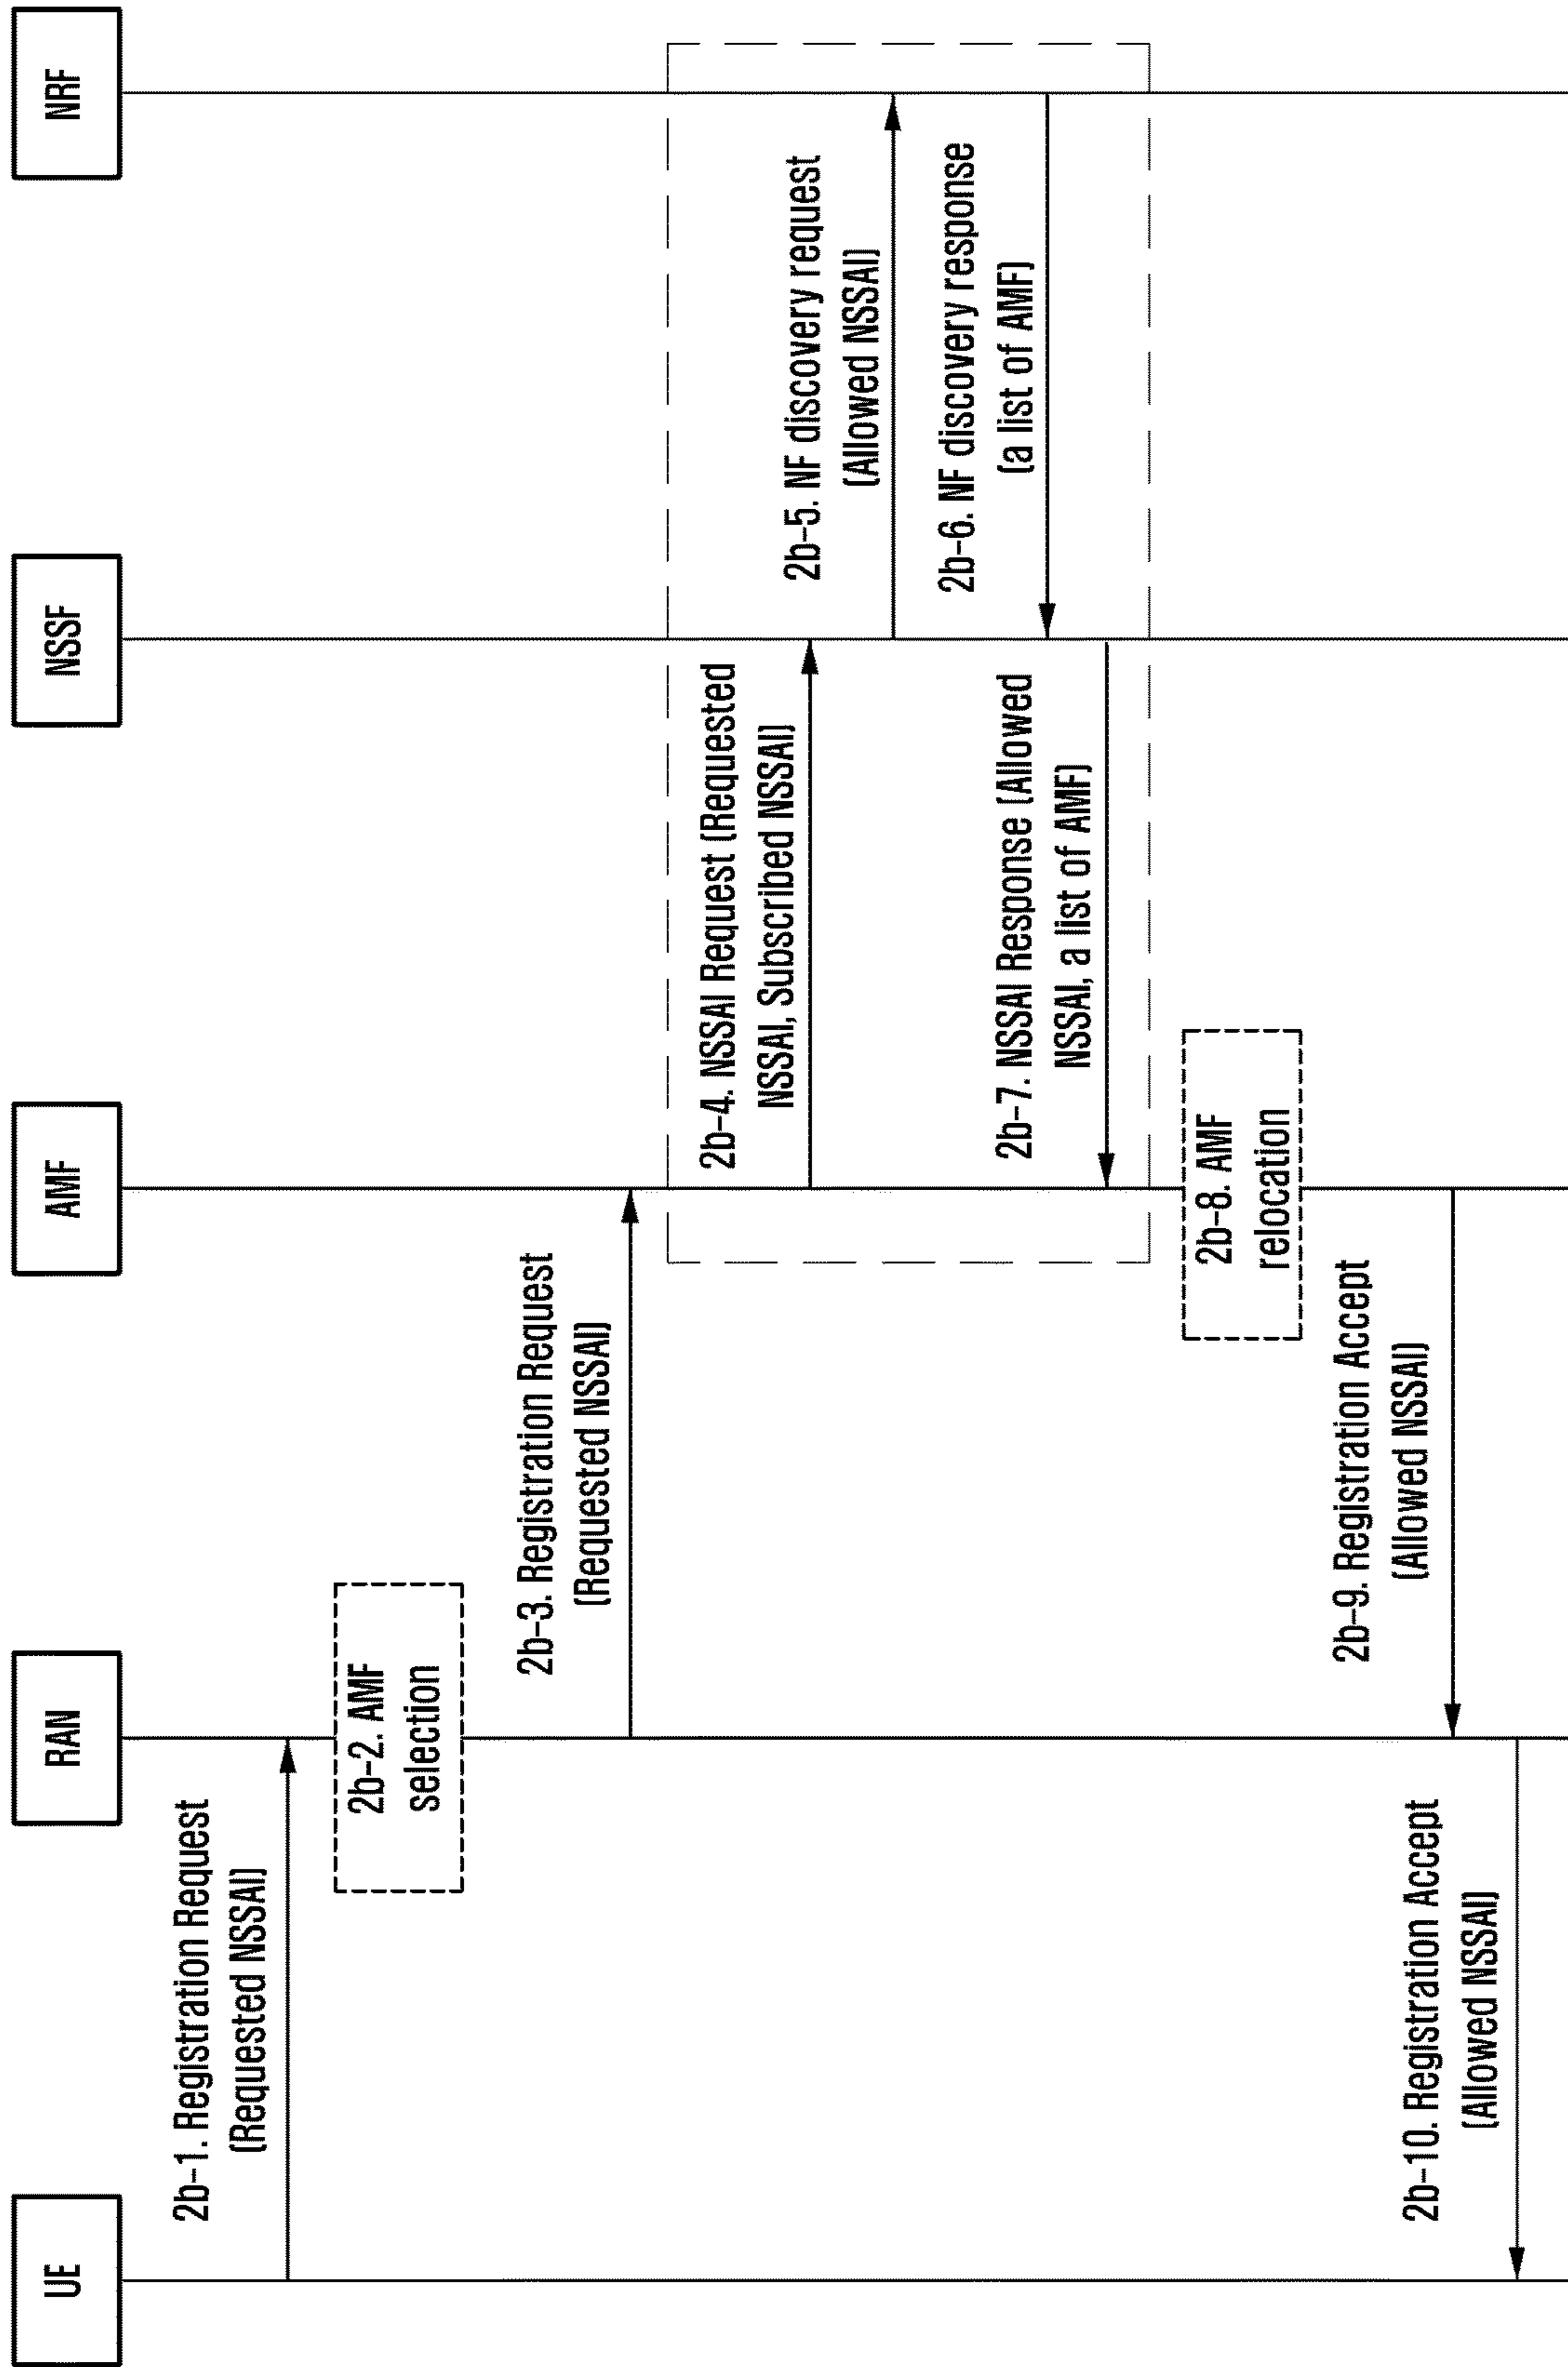 UE
RAN
AMF
NSSF
NRF
2b-1. Registration Request
(Requested NSSAI)
2b-2. AMF
selection
2b-3. Registration Request
(Requested NSSAI)
2b-4. NSSAI Request (Requested
NSSAI, Subscribed NSSAI)
2b-5. NF discovery request
(Allowed NSSAI)
2b-6. NF discovery response
(a list of AMF)
2b-7. NSSAI Response (Allowed
NSSAI, a list of AMF)
2b-8. AMF
relocation
2b-9. Registration Accept
(Allowed NSSAI)
2b-10. Registration Accept
(Allowed NSSAI)